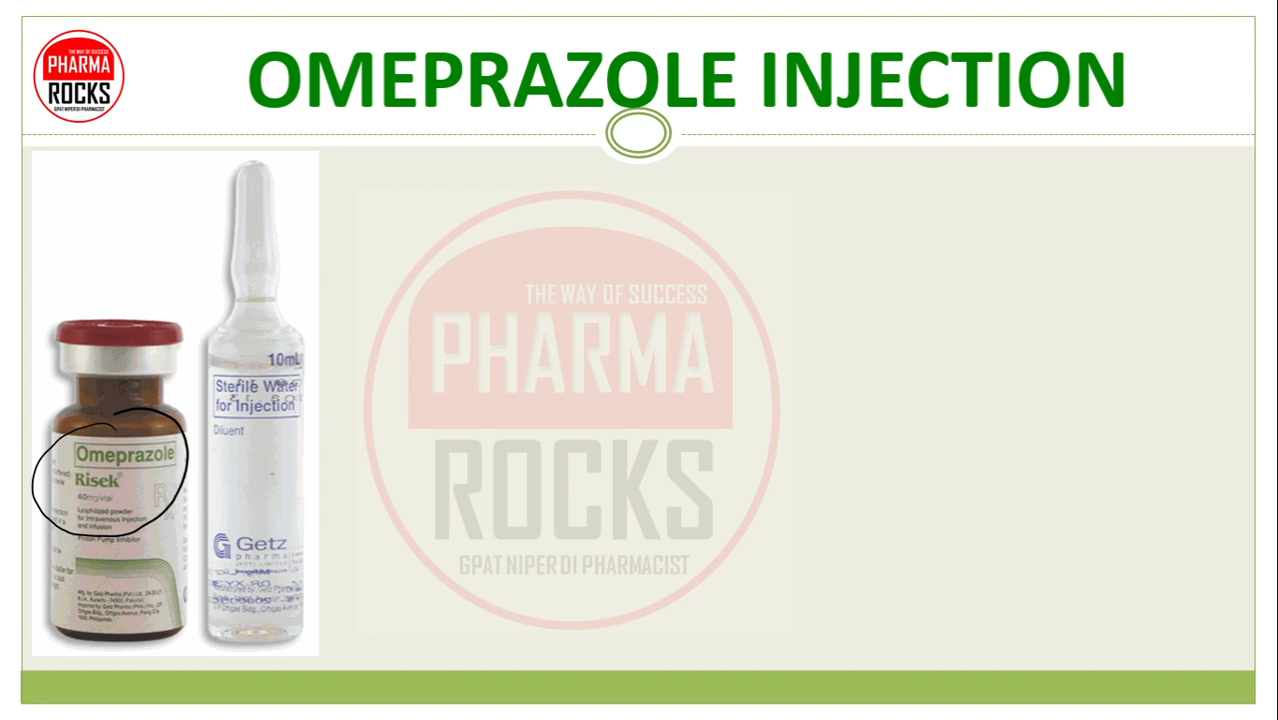 THE WAY OF SUCCESS
PHARMA
ROCKS
GPAT NIPER DI PHARMACIST
OMEPRAZOLE INJECTION
Omeprazole
Risek
40mg/vial
Lyophilized powder
for Intravenous Injection
and Infusion
Proton Pump Inhibitor
10mL
Sterile Water
for Injection
Diluent
Getz
pharma
THE WAY OF SUCCESS
PHARMA
ROCKS
GPAT NIPER DI PHARMACIST